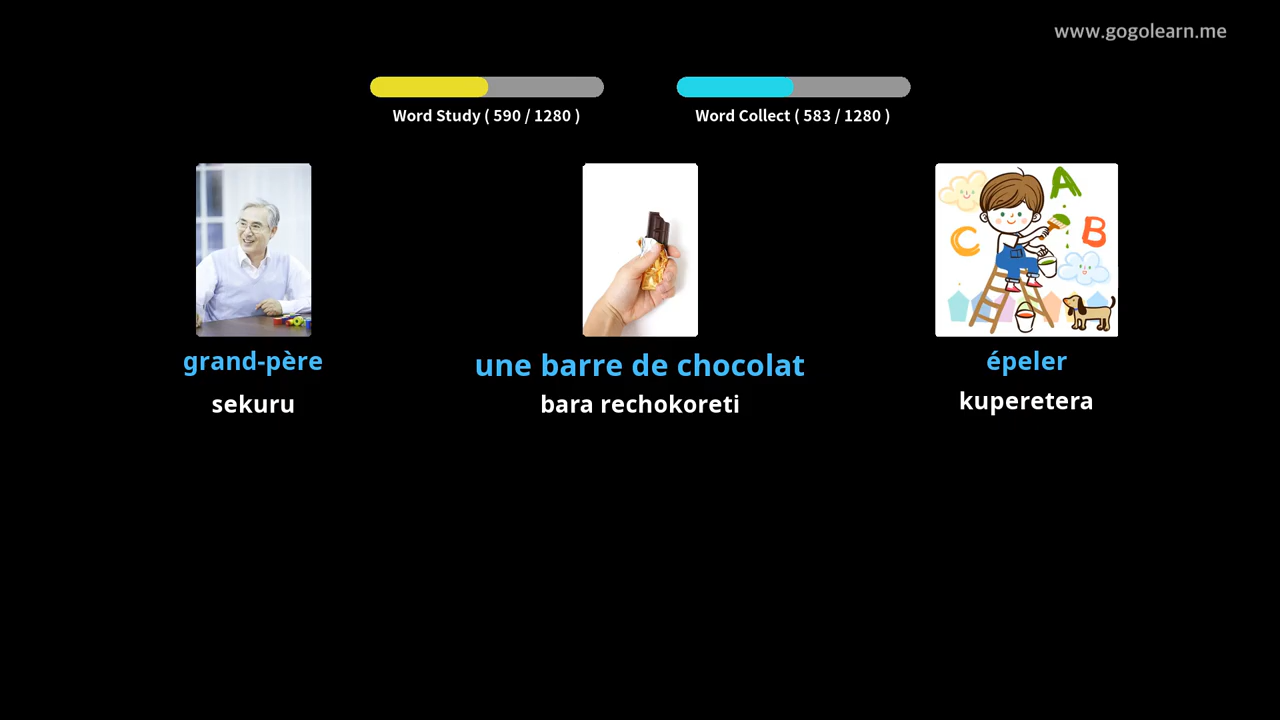 www.gogolearn.me
Word Study ( 590 / 1280 )
Word Collect ( 583 / 1280 )
grand-père
sekuru
une barre de chocolat
bara rechokoreti
épeler
kuperetera
A
B
C